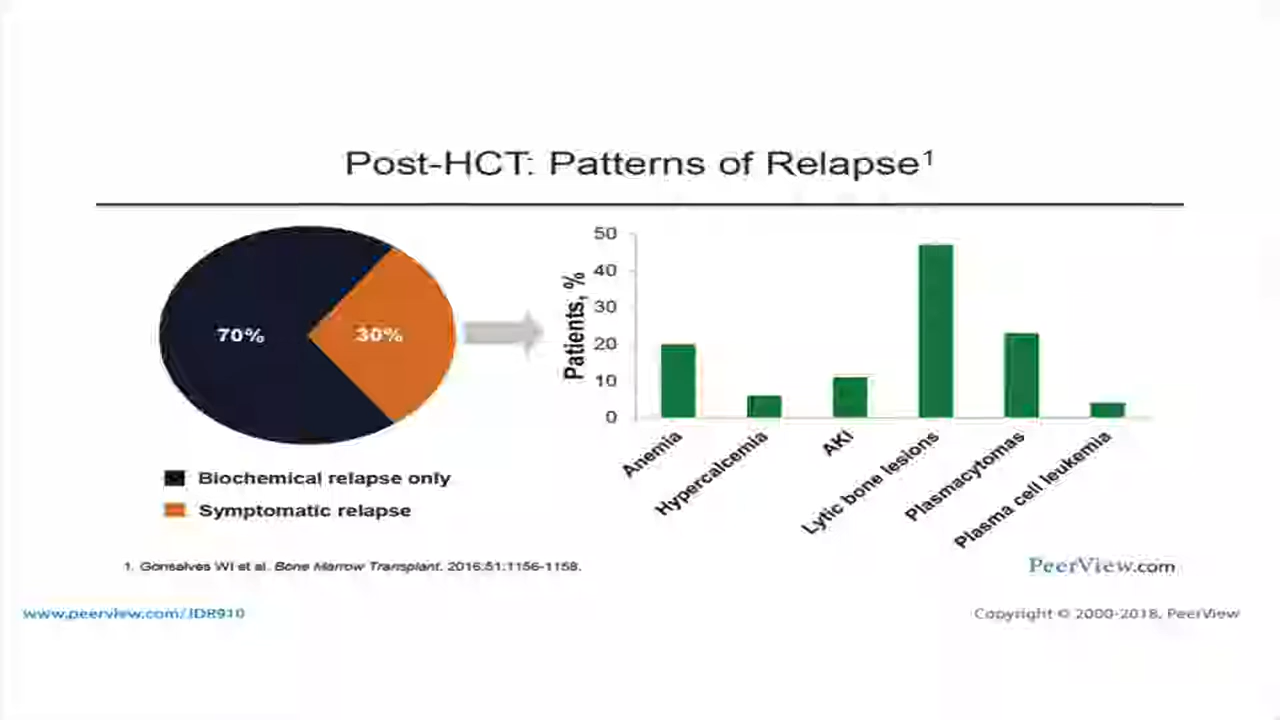 Post-HCT: Patterns of Relapse¹
70%
30%
Biochemical relapse only
Symptomatic relapse
Patients, %
50
40
30
20
10
0
Anemia
Hypercalcemia
AKI
Lytic bone lesions
Plasmacytomas
Plasma cell leukemia
1. Gonsalves WI et al. Bone Marrow Transplant. 2016;51:1156-1158.
PeerView.com
www.peerview.com/JDR910
Copyright © 2000-2018, PeerView